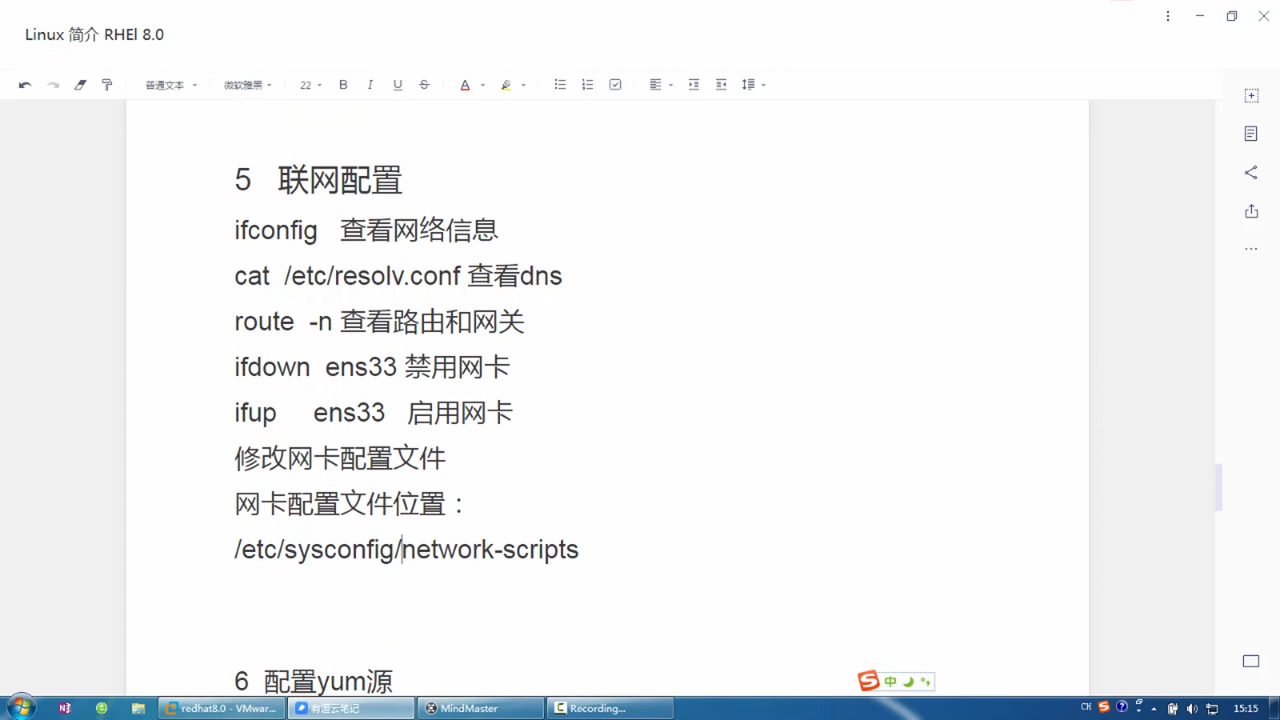 Linux 简介 RHEl 8.0
普通文本 微软雅黑 22 B I U S A
5 联网配置
ifconfig 查看网络信息
cat /etc/resolv.conf 查看dns
route -n 查看路由和网关
ifdown ens33 禁用网卡
ifup ens33 启用网卡
修改网卡配置文件
网卡配置文件位置：
/etc/sysconfig/network-scripts
6 配置yum源
S 中
redhat8.0 - VMwar... 有道云笔记 MindMaster Recording... CH 15:15